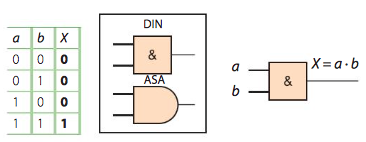 a b X
0 0 0
0 1 0
1 0 0
1 1 1
DIN
&
ASA
a
b
&
X = a · b